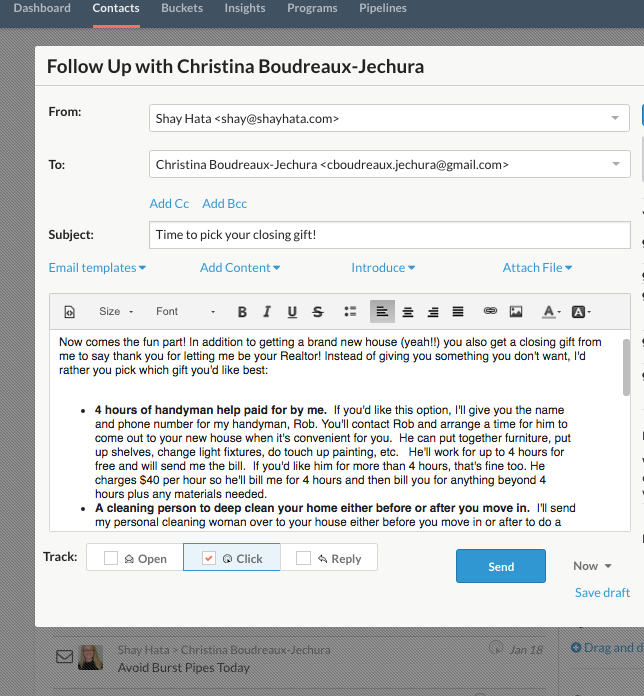 Dashboard Contacts Buckets Insights Programs Pipelines
Follow Up with Christina Boudreaux-Jechura
From: Shay Hata <shay@shayhata.com>
To: Christina Boudreaux-Jechura <cboudreaux.jechura@gmail.com>
Add Cc Add Bcc
Subject: Time to pick your closing gift!
Email templates Add Content Introduce Attach File
Size Font B I U S A A
Now comes the fun part! In addition to getting a brand new house (yeah!!) you also get a closing gift from
me to say thank you for letting me be your Realtor! Instead of giving you something you don't want, I'd
rather you pick which gift you'd like best:
• 4 hours of handyman help paid for by me. If you'd like this option, I'll give you the name
and phone number for my handyman, Rob. You'll contact Rob and arrange a time for him to
come out to your new house when it's convenient for you. He can put together furniture, put
up shelves, change light fixtures, do touch up painting, etc. He'll work for up to 4 hours for
free and will send me the bill. If you'd like him for more than 4 hours, that's fine too. He
charges $40 per hour so he'll bill me for 4 hours and then bill you for anything beyond 4
hours plus any materials needed.
• A cleaning person to deep clean your home either before or after you move in. I'll send
my personal cleaning woman over to your house either before you move in or after to do a
Track: Open Click Reply Send Now
Save draft
Shay Hata > Christina Boudreaux-Jechura Jan 18
Avoid Burst Pipes Today
Drag and d